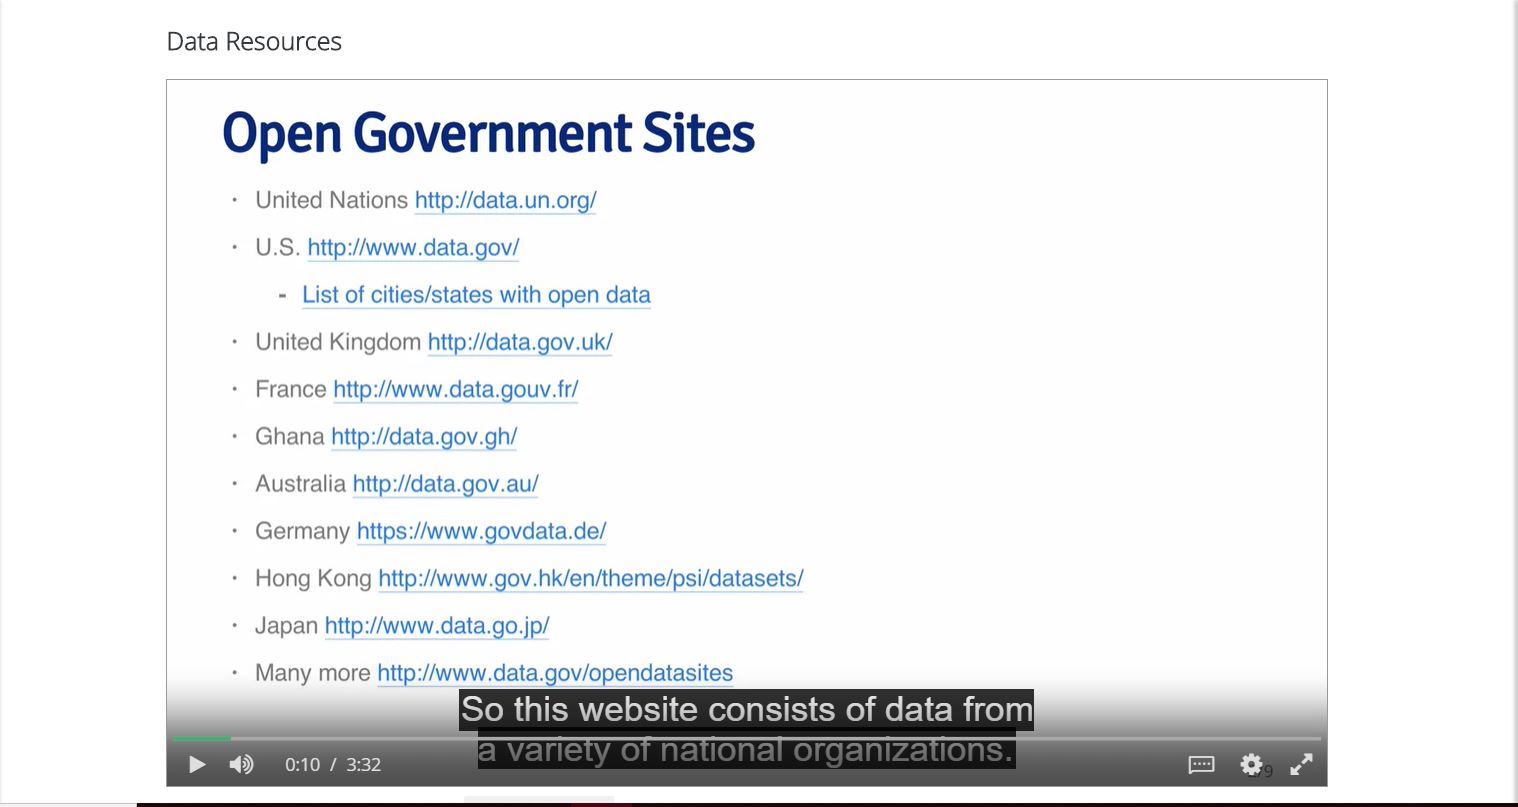 Data Resources
Open Government Sites
· United Nations http://data.un.org/
· U.S. http://www.data.gov/
- List of cities/states with open data
· United Kingdom http://data.gov.uk/
· France http://www.data.gouv.fr/
· Ghana http://data.gov.gh/
· Australia http://data.gov.au/
· Germany https://www.govdata.de/
· Hong Kong http://www.gov.hk/en/theme/psi/datasets/
· Japan http://www.data.go.jp/
· Many more http://www.data.gov/opendatasites
So this website consists of data from
a variety of national organizations.
0:10 / 3:32